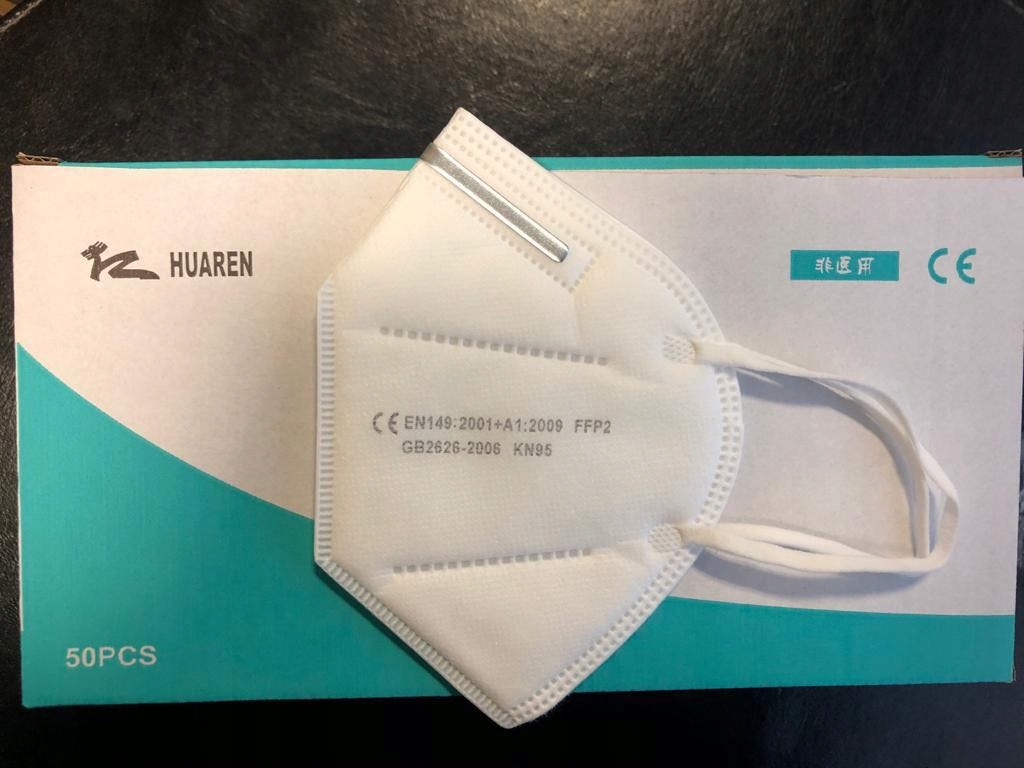 HUAREN
非医用 CE
CE EN149:2001+A1:2009 FFP2
GB2626-2006 KN95
50PCS